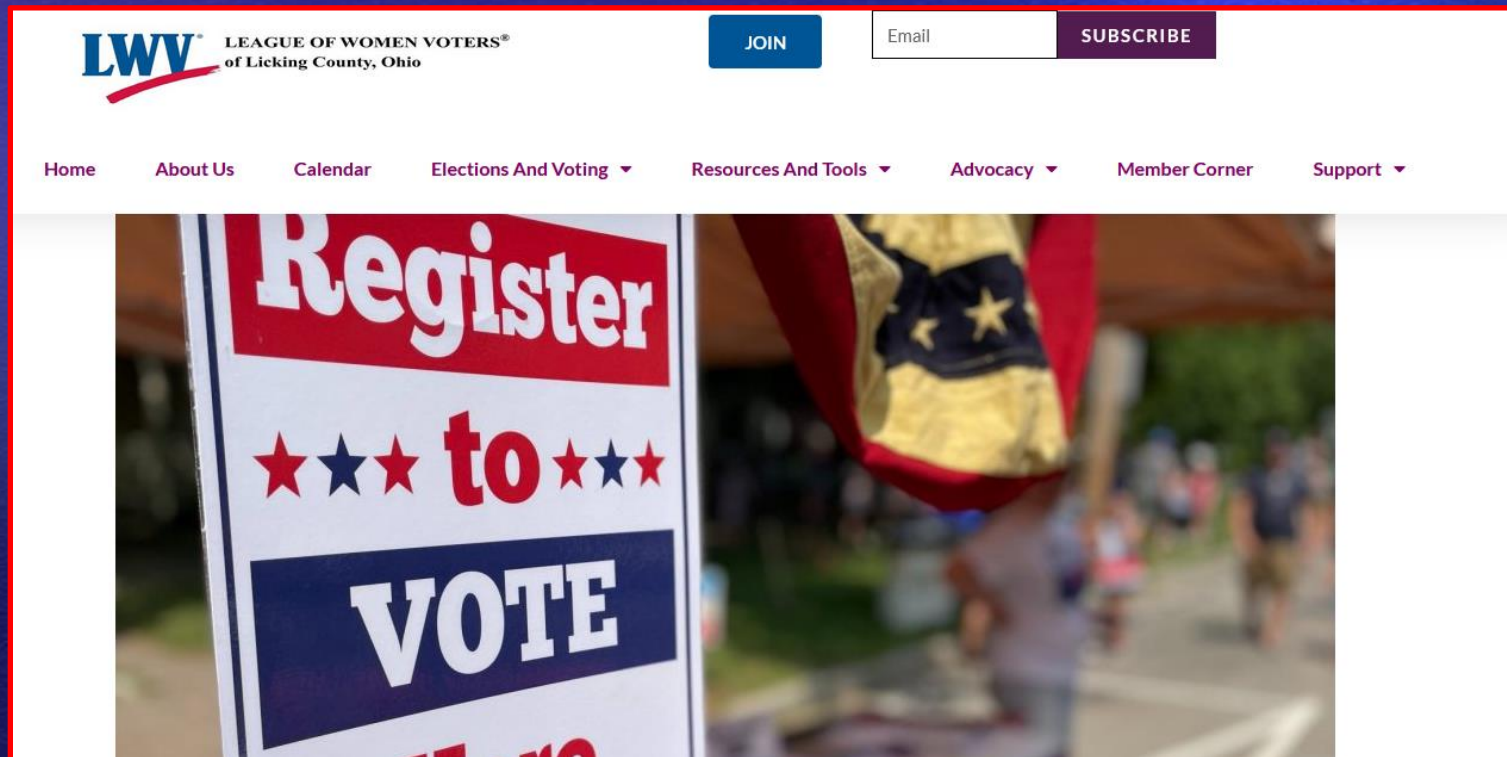 LWV LEAGUE OF WOMEN VOTERS®
of Licking County, Ohio
JOIN
Email
SUBSCRIBE
Home
About Us
Calendar
Elections And Voting
Resources And Tools
Advocacy
Member Corner
Support
Register
to
VOTE
Here